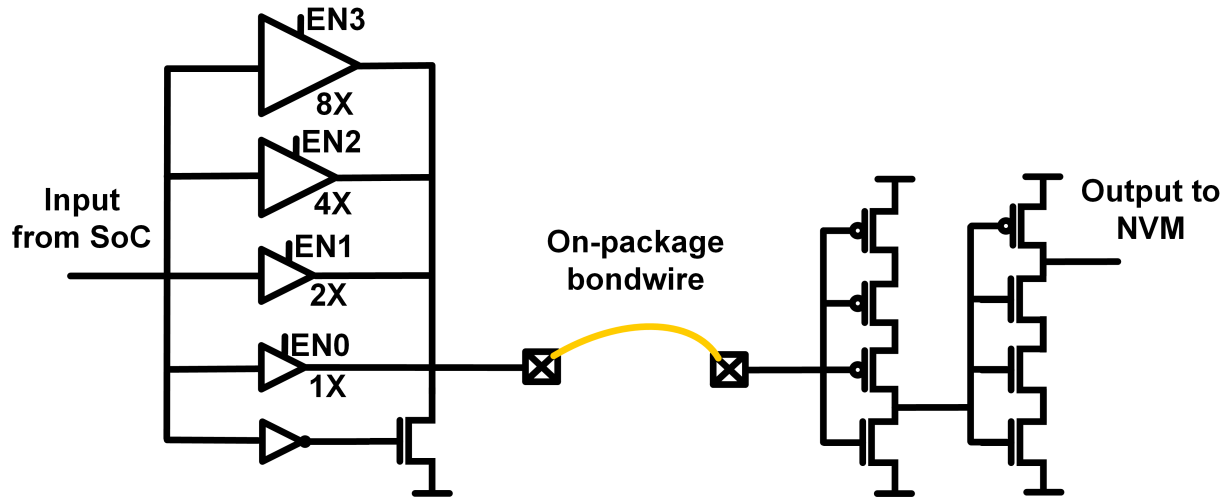 EN3
8X
EN2
4X
Input
from SoC
EN1
2X
EN0
1X
On-package
bondwire
Output to
NVM